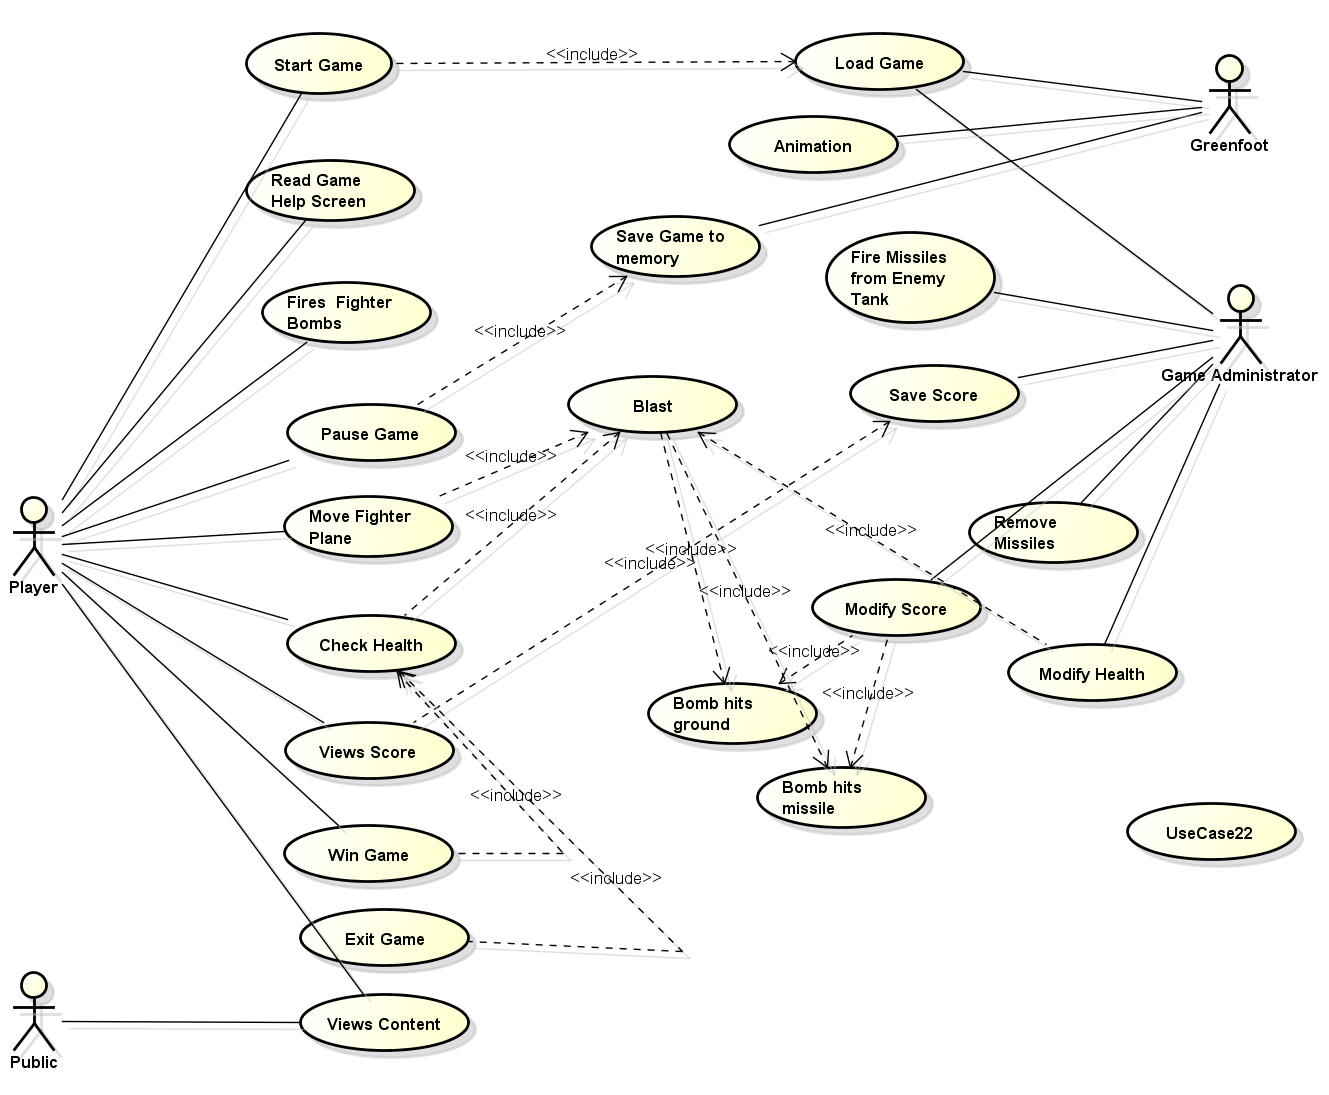 Start Game
<<include>>
Load Game
Greenfoot
Animation
Read Game
Help Screen
Save Game to
memory
Fire Missiles
from Enemy
Tank
Fires  Fighter
Bombs
<<include>>
Game Administrator
Save Score
Blast
Pause Game
<<include>>
Move Fighter
Plane
<<include>>
<<include>>
Remove
Missiles
<<include>>
<<include>>
Player
<<include>>
Modify Score
Check Health
<<include>>
Modify Health
<<include>>
Bomb hits
ground
Views Score
Bomb hits
missile
<<include>>
UseCase22
Win Game
<<include>>
Exit Game
Views Content
Public